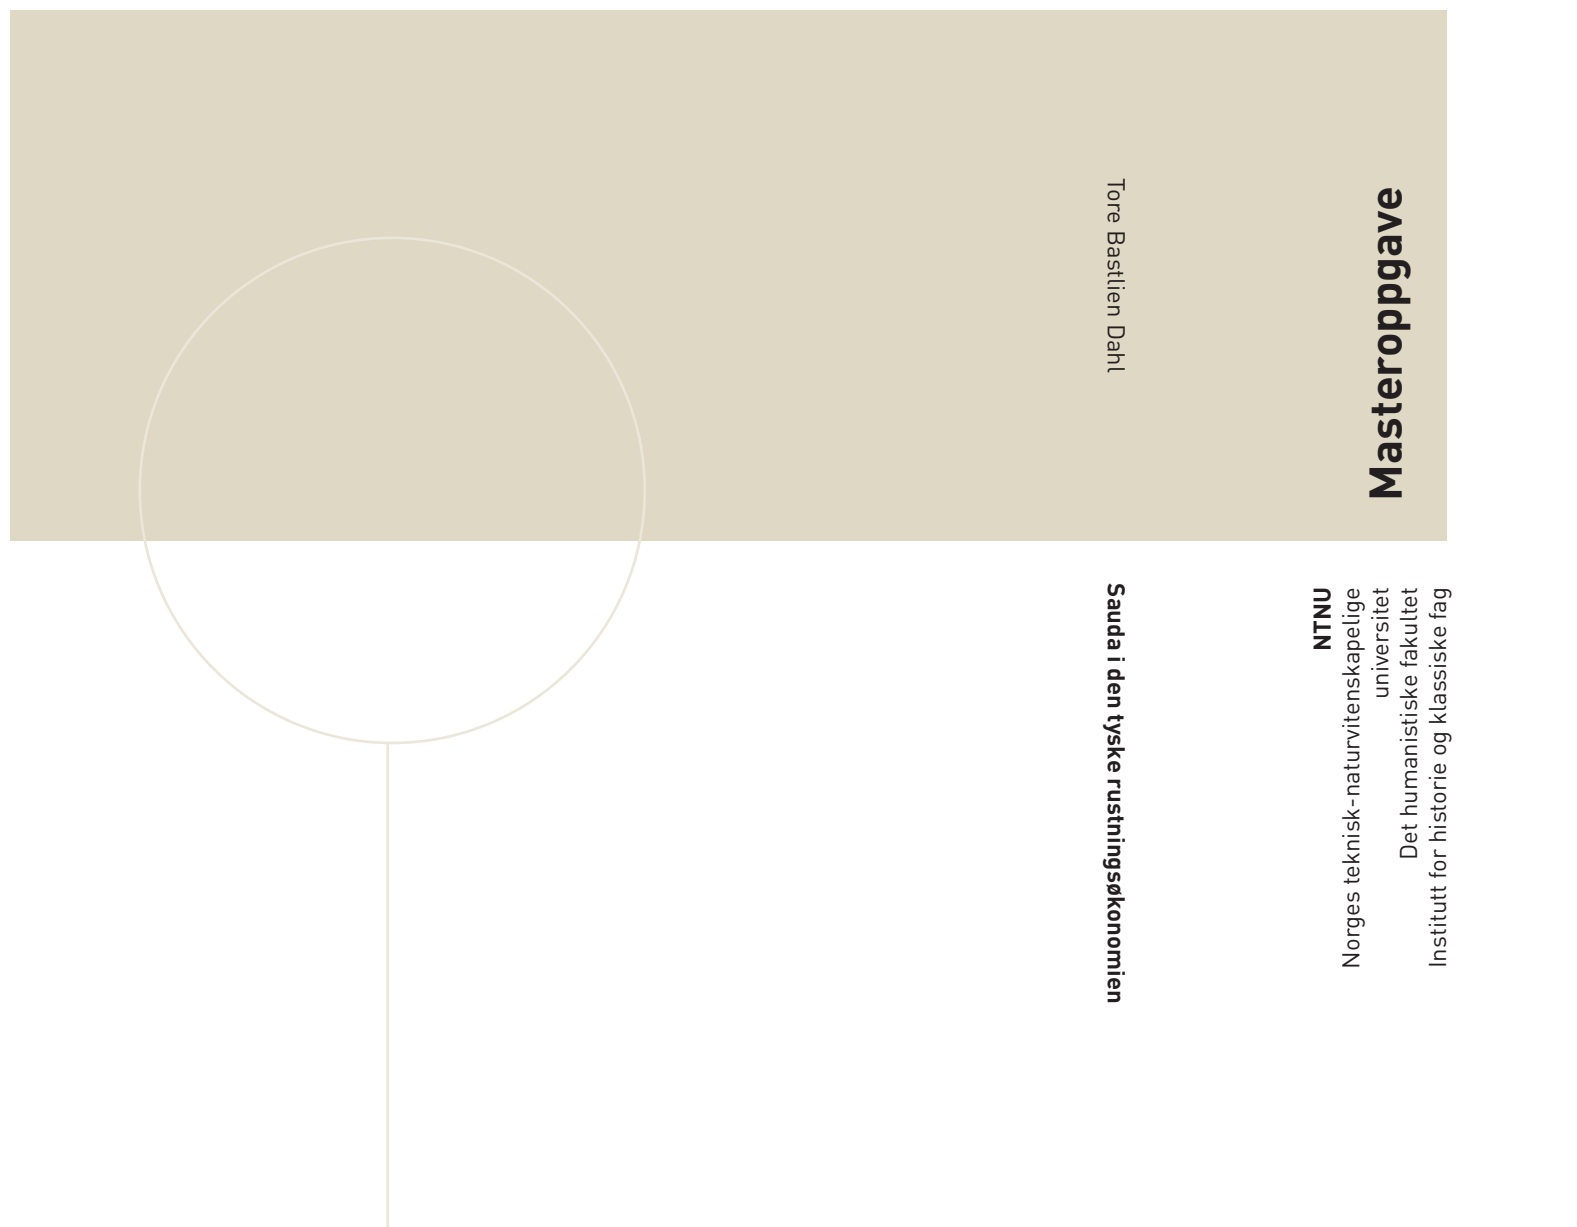 Tore Bastlien Dahl
Sauda i den tyske rustningsøkonomien
Masteroppgave
NTNU
Norges teknisk-naturvitenskapelige
universitet
Det humanistiske fakultet
Institutt for historie og klassiske fag